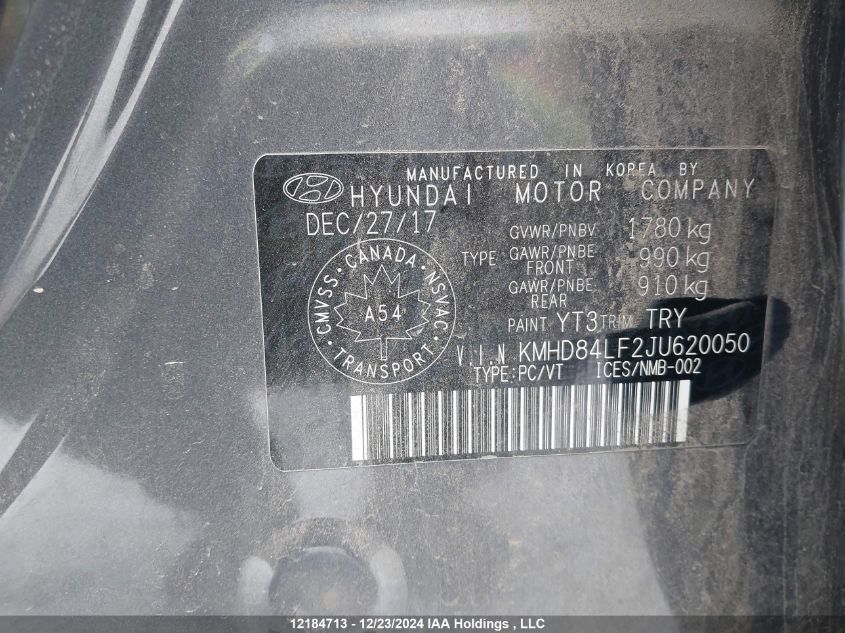 MANUFACTURED IN KOREA BY
HYUNDAI MOTOR COMPANY
DEC/27/17
GVWR/PNBV 1780 kg
TYPE GAWR/PNBE FRONT 990 kg
GAWR/PNBE REAR 910 kg
CMVSS · CANADA · NSVAC · TRANSPORT ·
A54
PAINT YT3 TRIM TRY
V.I.N KMHD84LF2JU620050
TYPE:PC/VT ICES/NMB-002
12184713 - 12/23/2024 IAA Holdings , LLC